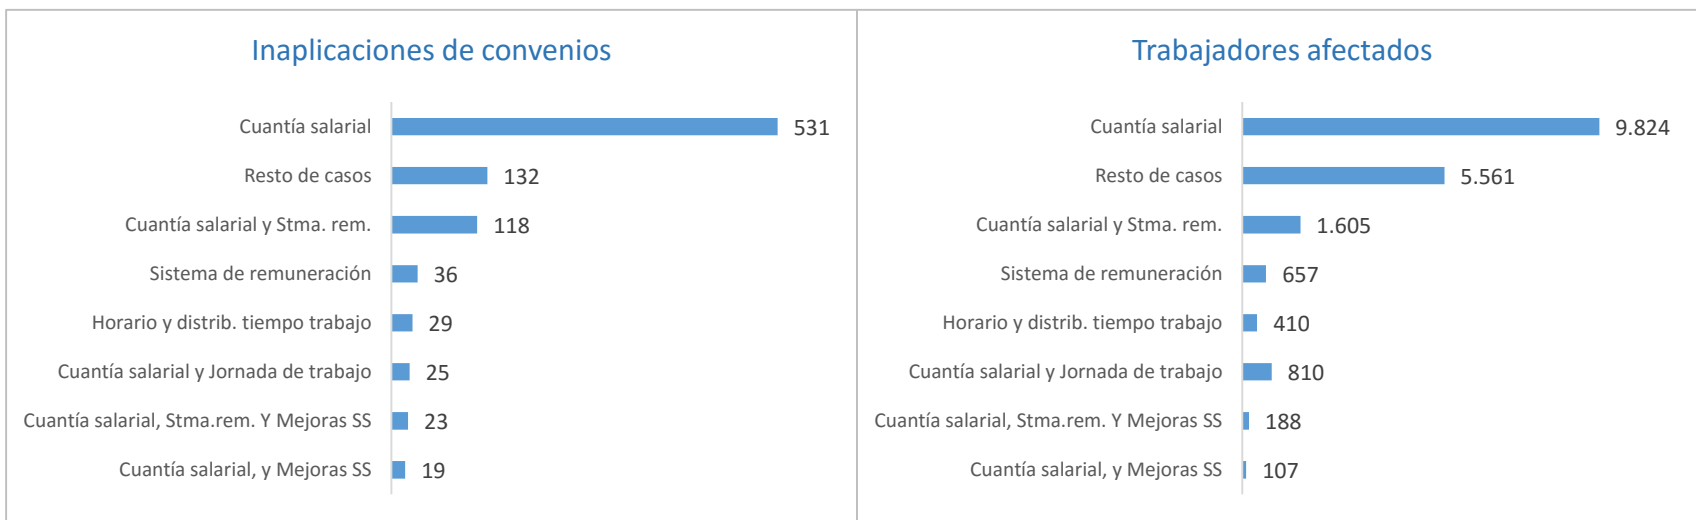 Inaplicaciones de convenios
Cuantía salarial 531
Resto de casos 132
Cuantía salarial y Stma. rem. 118
Sistema de remuneración 36
Horario y distrib. tiempo trabajo 29
Cuantía salarial y Jornada de trabajo 25
Cuantía salarial, Stma.rem. Y Mejoras SS 23
Cuantía salarial, y Mejoras SS 19
Trabajadores afectados
Cuantía salarial 9.824
Resto de casos 5.561
Cuantía salarial y Stma. rem. 1.605
Sistema de remuneración 657
Horario y distrib. tiempo trabajo 410
Cuantía salarial y Jornada de trabajo 810
Cuantía salarial, Stma.rem. Y Mejoras SS 188
Cuantía salarial, y Mejoras SS 107